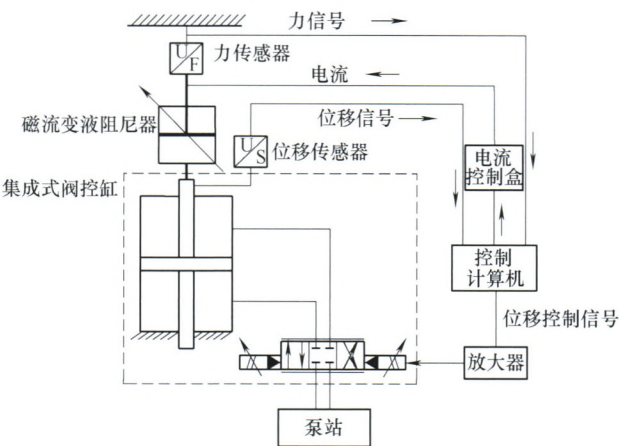 力信号
U
F
力传感器
电流
位移信号
磁流变液阻尼器
U
S
位移传感器
电流
控制盒
集成式阀控缸
控制
计算机
位移控制信号
放大器
泵站